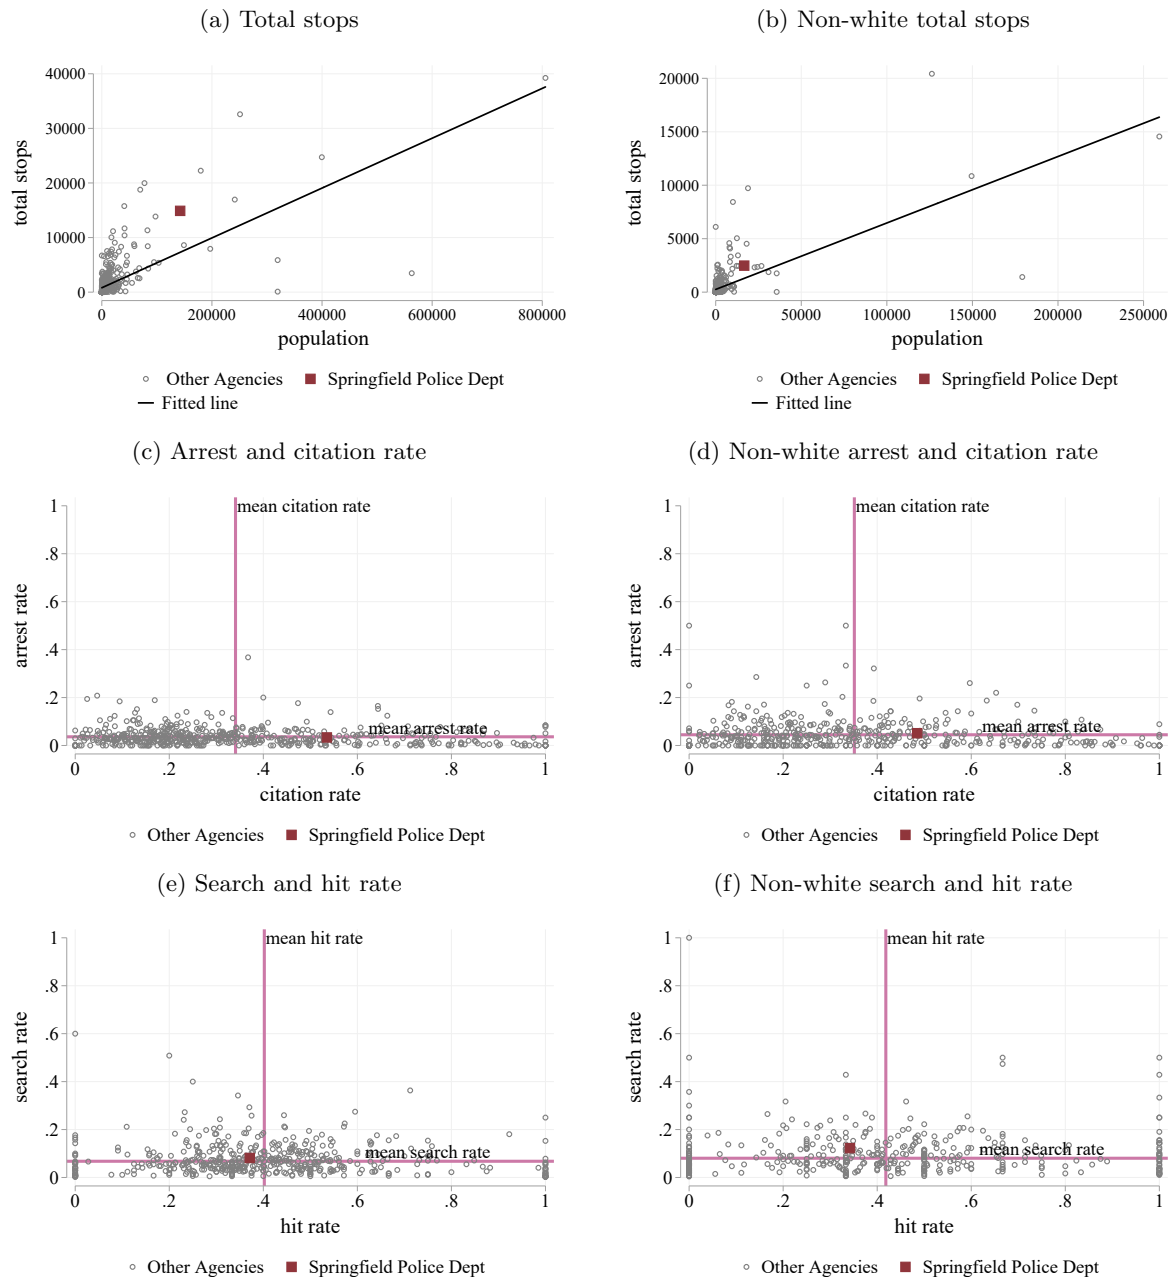 (a) Total stops
(b) Non-white total stops
total stops
40000
30000
20000
10000
0
0 200000 400000 600000 800000
population
Other Agencies Springfield Police Dept
Fitted line
total stops
20000
15000
10000
5000
0
0 50000 100000 150000 200000 250000
population
Other Agencies Springfield Police Dept
Fitted line
(c) Arrest and citation rate
(d) Non-white arrest and citation rate
arrest rate
1
.8
.6
.4
.2
0
mean citation rate
mean arrest rate
0 .2 .4 .6 .8 1
citation rate
Other Agencies Springfield Police Dept
arrest rate
1
.8
.6
.4
.2
0
mean citation rate
mean arrest rate
0 .2 .4 .6 .8 1
citation rate
Other Agencies Springfield Police Dept
(e) Search and hit rate
(f) Non-white search and hit rate
search rate
1
.8
.6
.4
.2
0
mean hit rate
mean search rate
0 .2 .4 .6 .8 1
hit rate
Other Agencies Springfield Police Dept
search rate
1
.8
.6
.4
.2
0
mean hit rate
mean search rate
0 .2 .4 .6 .8 1
hit rate
Other Agencies Springfield Police Dept